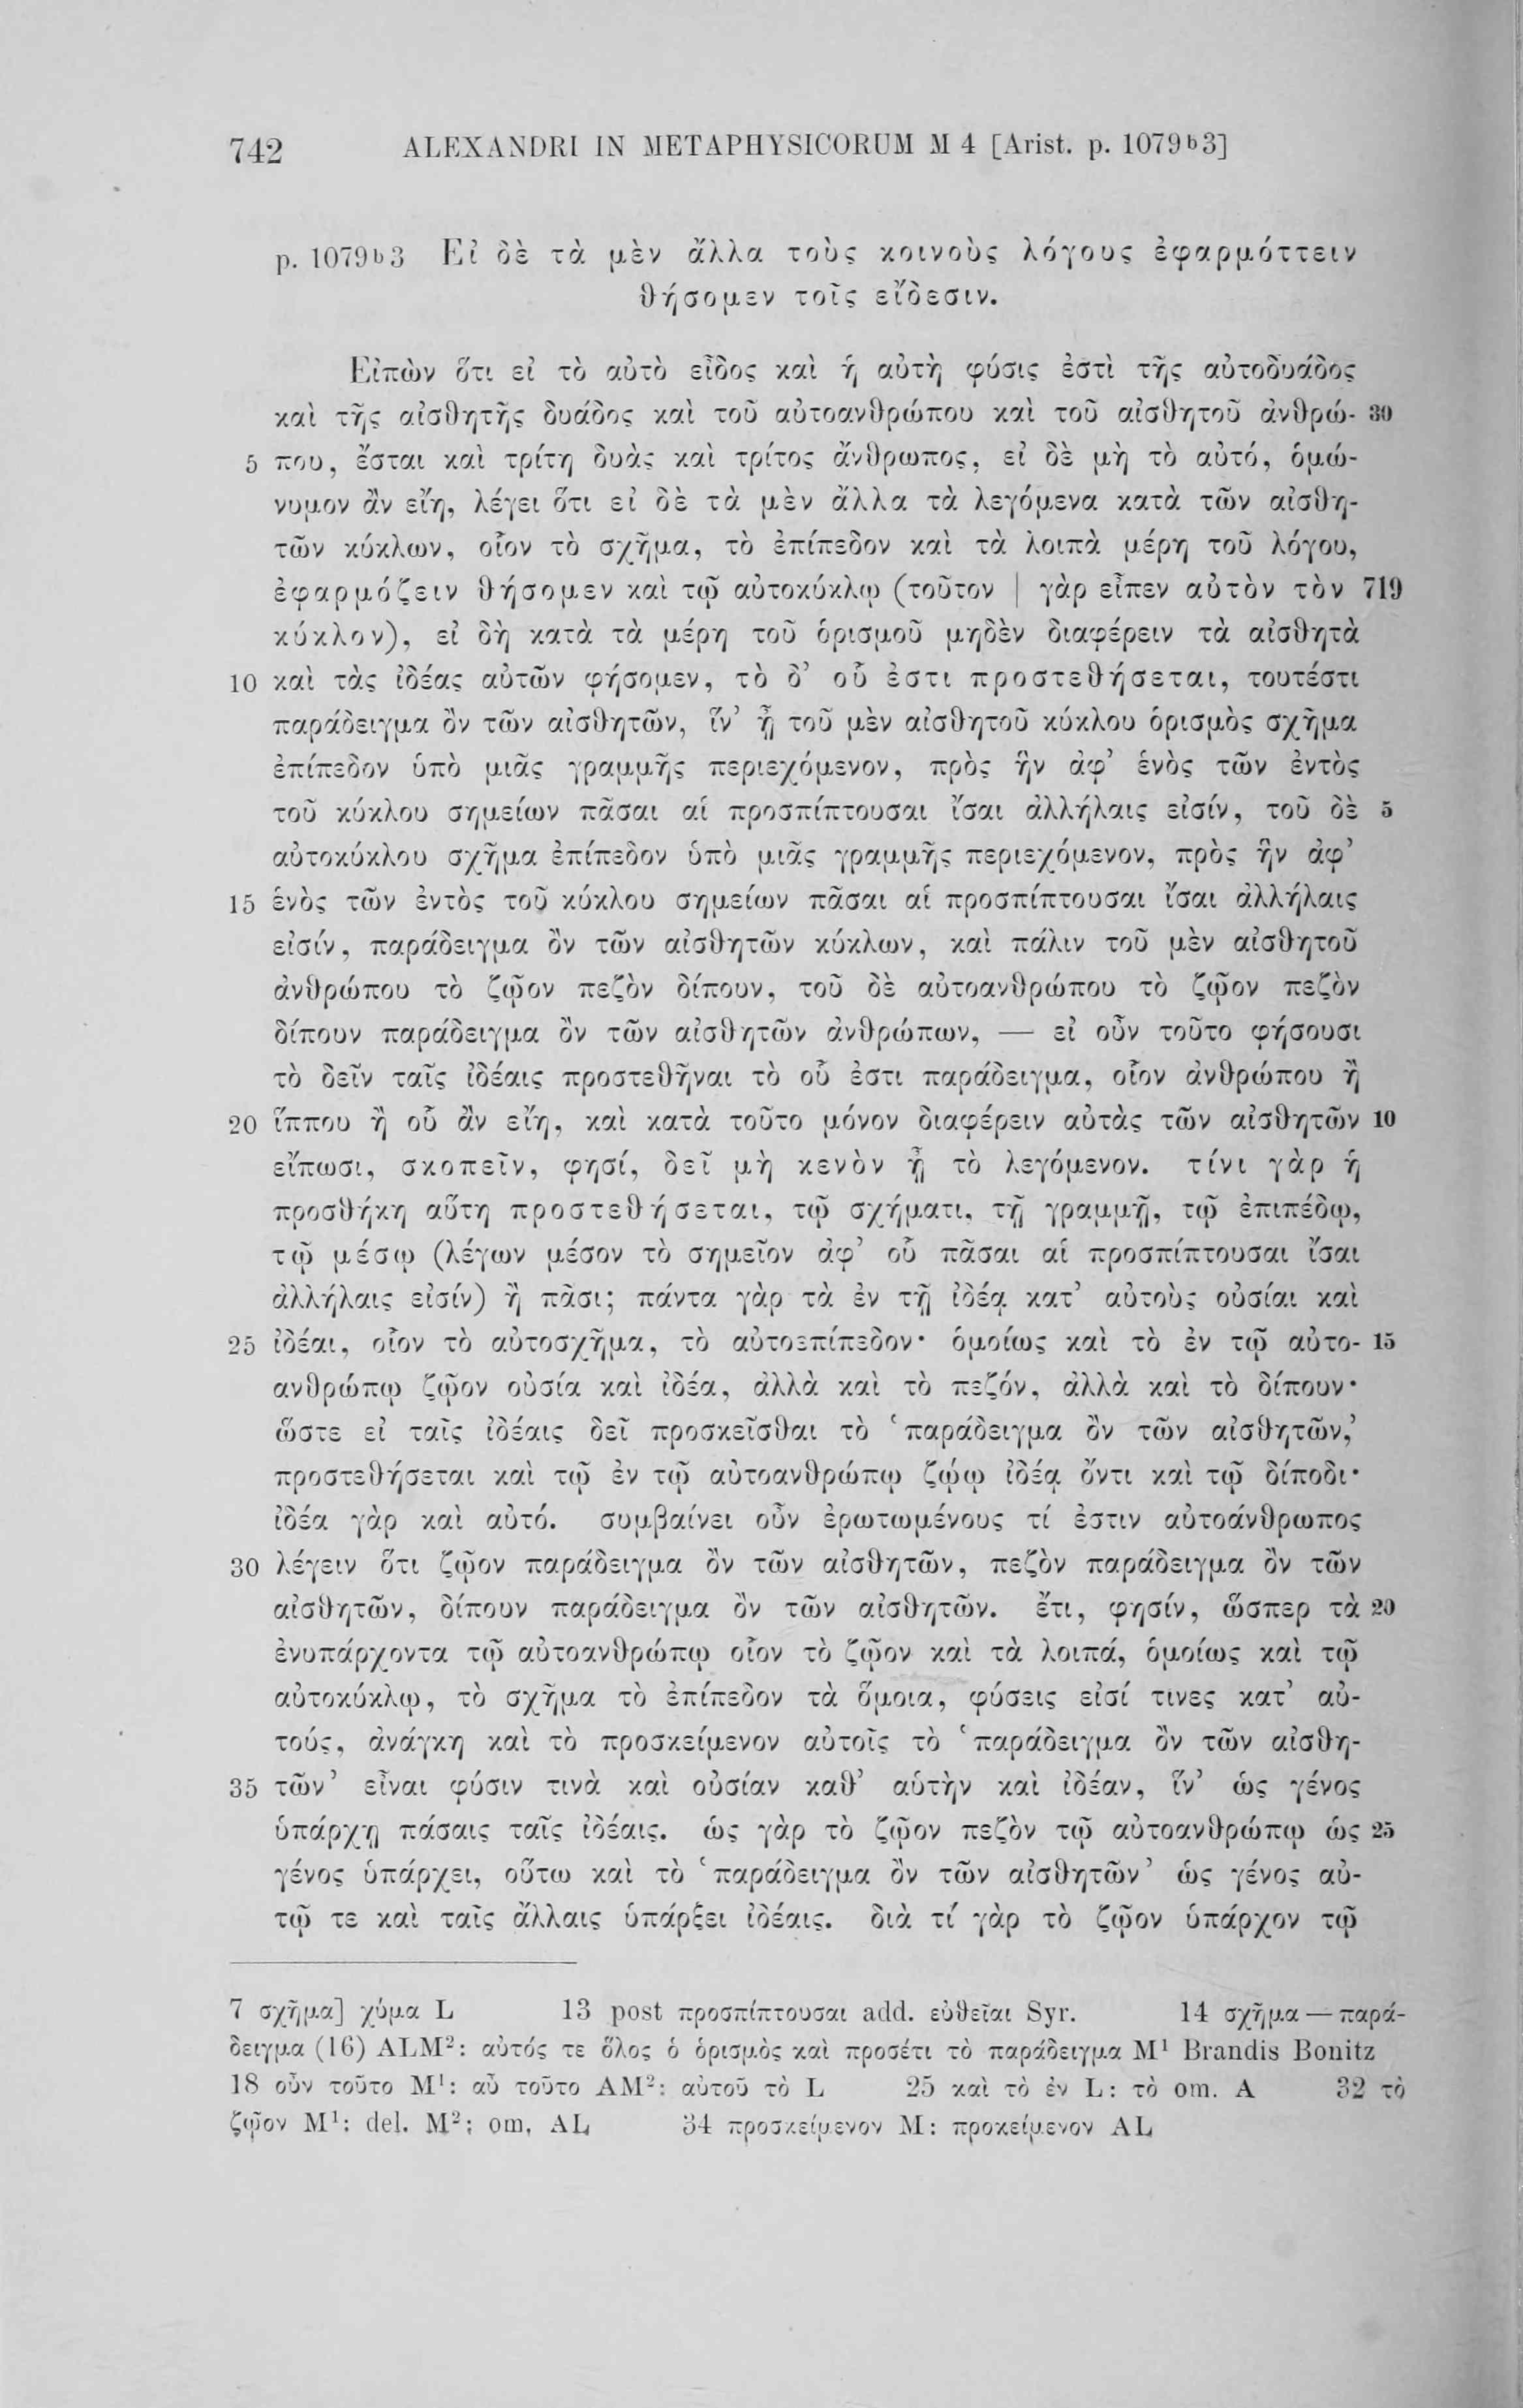 742 ALEXANDRI IN METAPHYSICORUM M 4 [Arist. p. 1079b3]
p. 1079b3 Εἰ δὲ τὰ μὲν ἄλλα τοὺς κοινοὺς λόγους ἐφαρμόττειν
θήσομεν τοῖς εἴδεσιν.
Εἰπὼν ὅτι εἰ τὸ αὐτὸ εἶδος καὶ ἡ αὐτὴ φύσις ἐστὶ τῆς αὐτοδυάδος
καὶ τῆς αἰσθητῆς δυάδος καὶ τοῦ αὐτοανθρώπου καὶ τοῦ αἰσθητοῦ ἀνθρώ- 30
5 που, ἔσται καὶ τρίτη δυὰς καὶ τρίτος ἄνθρωπος, εἰ δὲ μὴ τὸ αὐτό, ὁμώ-
νυμον ἂν εἴη, λέγει ὅτι εἰ δὲ τὰ μὲν ἄλλα τὰ λεγόμενα κατὰ τῶν αἰσθη-
τῶν κύκλων, οἷον τὸ σχῆμα, τὸ ἐπίπεδον καὶ τὰ λοιπὰ μέρη τοῦ λόγου,
ἐφαρμόζειν θήσομεν καὶ τῷ αὐτοκύκλῳ (τοῦτον | γὰρ εἶπεν αὐτὸν τὸν 719
κύκλον), εἰ δὴ κατὰ τὰ μέρη τοῦ ὁρισμοῦ μηδὲν διαφέρειν τὰ αἰσθητὰ
10 καὶ τὰς ἰδέας αὐτῶν φήσομεν, τὸ δ’ οὗ ἐστι προστεθήσεται, τουτέστι
παράδειγμα ὂν τῶν αἰσθητῶν, ἵν’ ᾖ τοῦ μὲν αἰσθητοῦ κύκλου ὁρισμὸς σχῆμα
ἐπίπεδον ὑπὸ μιᾶς γραμμῆς περιεχόμενον, πρὸς ἣν ἀφ’ ἑνὸς τῶν ἐντὸς
τοῦ κύκλου σημείων πᾶσαι αἱ προσπίπτουσαι ἴσαι ἀλλήλαις εἰσίν, τοῦ δὲ 5
αὐτοκύκλου σχῆμα ἐπίπεδον ὑπὸ μιᾶς γραμμῆς περιεχόμενον, πρὸς ἣν ἀφ’
15 ἑνὸς τῶν ἐντὸς τοῦ κύκλου σημείων πᾶσαι αἱ προσπίπτουσαι ἴσαι ἀλλήλαις
εἰσίν, παράδειγμα ὂν τῶν αἰσθητῶν κύκλων, καὶ πάλιν τοῦ μὲν αἰσθητοῦ
ἀνθρώπου τὸ ζῷον πεζὸν δίπουν, τοῦ δὲ αὐτοανθρώπου τὸ ζῷον πεζὸν
δίπουν παράδειγμα ὂν τῶν αἰσθητῶν ἀνθρώπων, — εἰ οὖν τοῦτο φήσουσι
τὸ δεῖν ταῖς ἰδέαις προστεθῆναι τὸ οὗ ἐστι παράδειγμα, οἷον ἀνθρώπου ἢ
20 ἵππου ἢ οὗ ἂν εἴη, καὶ κατὰ τοῦτο μόνον διαφέρειν αὐτὰς τῶν αἰσθητῶν 10
εἴπωσι, σκοπεῖν, φησί, δεῖ μὴ κενὸν ᾖ τὸ λεγόμενον. τίνι γὰρ ἡ
προσθήκη αὕτη προστεθήσεται, τῷ σχήματι, τῇ γραμμῇ, τῷ ἐπιπέδῳ,
τῷ μέσῳ (λέγων μέσον τὸ σημεῖον ἀφ’ οὗ πᾶσαι αἱ προσπίπτουσαι ἴσαι
ἀλλήλαις εἰσίν) ἢ πᾶσι; πάντα γὰρ τὰ ἐν τῇ ἰδέᾳ κατ’ αὐτοὺς οὐσίαι καὶ
25 ἰδέαι, οἷον τὸ αὐτοσχῆμα, τὸ αὐτοεπίπεδον· ὁμοίως καὶ τὸ ἐν τῷ αὐτο- 15
ανθρώπῳ ζῷον οὐσία καὶ ἰδέα, ἀλλὰ καὶ τὸ πεζόν, ἀλλὰ καὶ τὸ δίπουν·
ὥστε εἰ ταῖς ἰδέαις δεῖ προσκεῖσθαι τὸ ‘παράδειγμα ὂν τῶν αἰσθητῶν,’
προστεθήσεται καὶ τῷ ἐν τῷ αὐτοανθρώπῳ ζῴῳ ἰδέᾳ ὄντι καὶ τῷ δίποδι·
ἰδέα γὰρ καὶ αὐτό. συμβαίνει οὖν ἐρωτωμένους τί ἐστιν αὐτοάνθρωπος
30 λέγειν ὅτι ζῷον παράδειγμα ὂν τῶν αἰσθητῶν, πεζὸν παράδειγμα ὂν τῶν
αἰσθητῶν, δίπουν παράδειγμα ὂν τῶν αἰσθητῶν. ἔτι, φησίν, ὥσπερ τὰ 20
ἐνυπάρχοντα τῷ αὐτοανθρώπῳ οἷον τὸ ζῷον καὶ τὰ λοιπά, ὁμοίως καὶ τῷ
αὐτοκύκλῳ, τὸ σχῆμα τὸ ἐπίπεδον τὰ ὅμοια, φύσεις εἰσί τινες κατ’ αὐ-
τούς, ἀνάγκη καὶ τὸ προσκείμενον αὐτοῖς τὸ ‘παράδειγμα ὂν τῶν αἰσθη-
35 τῶν’ εἶναι φύσιν τινὰ καὶ οὐσίαν καθ’ αὑτὴν καὶ ἰδέαν, ἵν’ ὡς γένος
ὑπάρχῃ πάσαις ταῖς ἰδέαις. ὡς γὰρ τὸ ζῷον πεζὸν τῷ αὐτοανθρώπῳ ὡς 25
γένος ὑπάρχει, οὕτω καὶ τὸ ‘παράδειγμα ὂν τῶν αἰσθητῶν’ ὡς γένος αὐ-
τῷ τε καὶ ταῖς ἄλλαις ὑπάρξει ἰδέαις. διὰ τί γὰρ τὸ ζῷον ὑπάρχον τῷ
7 σχῆμα] χύμα L 13 post προσπίπτουσαι add. εὐθεῖαι Syr. 14 σχῆμα — παρά-
δειγμα (16) ALM²: αὐτός τε ὅλος ὁ ὁρισμὸς καὶ προσέτι τὸ παράδειγμα M¹ Brandis Bonitz
18 οὖν τοῦτο M¹: αὖ τοῦτο AM²: αὐτοῦ τὸ L 25 καὶ τὸ ἐν L: τὸ om. A 32 τὸ
ζῷον M¹: del. M²: om. AL 34 προσκείμενον M: προκείμενον AL